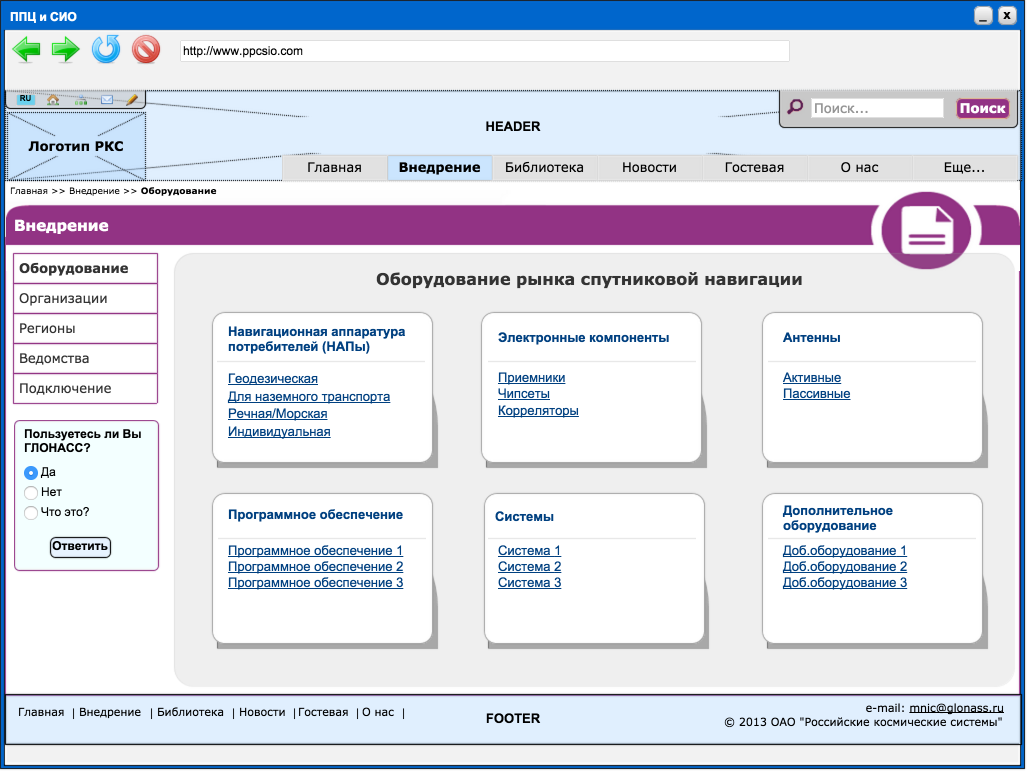 ППЦ и СИО
_ x
http://www.ppcsio.com
RU
Поиск... Поиск
HEADER
Логотип РКС
Главная Внедрение Библиотека Новости Гостевая О нас Еще...
Главная >> Внедрение >> Оборудование
Внедрение
Оборудование
Организации
Регионы
Ведомства
Подключение
Пользуетесь ли Вы
ГЛОНАСС?
Да
Нет
Что это?
Ответить
Оборудование рынка спутниковой навигации
Навигационная аппаратура
потребителей (НАПы)
Геодезическая
Для наземного транспорта
Речная/Морская
Индивидуальная
Электронные компоненты
Приемники
Чипсеты
Корреляторы
Антенны
Активные
Пассивные
Программное обеспечение
Программное обеспечение 1
Программное обеспечение 2
Программное обеспечение 3
Системы
Система 1
Система 2
Система 3
Дополнительное
оборудование
Доб.оборудование 1
Доб.оборудование 2
Доб.оборудование 3
Главная | Внедрение | Библиотека | Новости | Гостевая | О нас |
FOOTER
e-mail: mnic@glonass.ru
© 2013 ОАО "Российские космические системы"